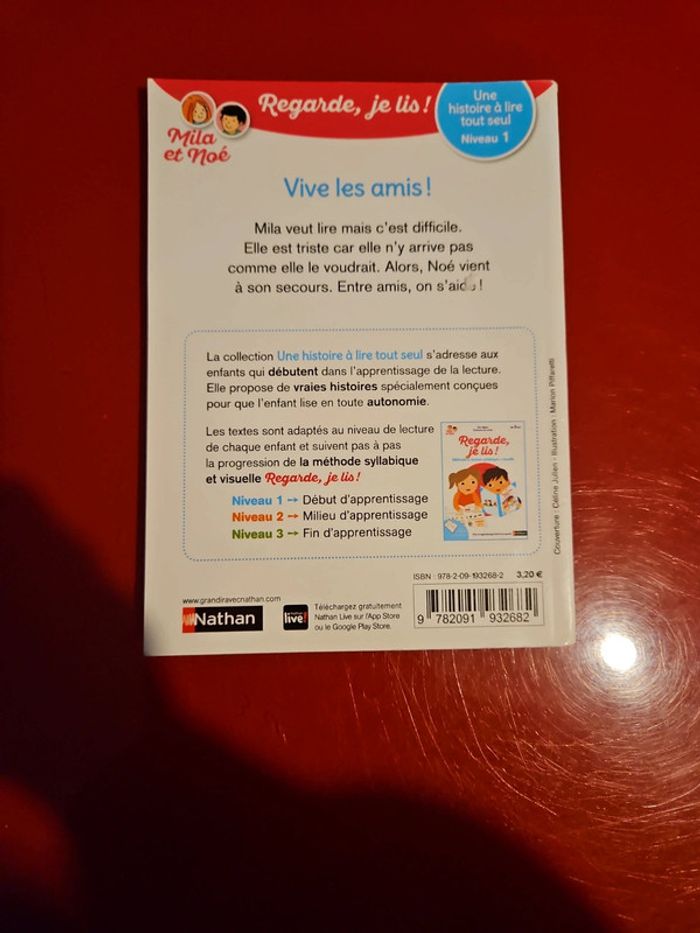 Regarde, je lis !
Une
histoire à lire
tout seul
Niveau 1
Mila
et Noé
Vive les amis !
Mila veut lire mais c'est difficile.
Elle est triste car elle n'y arrive pas
comme elle le voudrait. Alors, Noé vient
à son secours. Entre amis, on s'aide !
La collection Une histoire à lire tout seul s'adresse aux
enfants qui débutent dans l'apprentissage de la lecture.
Elle propose de vraies histoires spécialement conçues
pour que l'enfant lise en toute autonomie.
Les textes sont adaptés au niveau de lecture
de chaque enfant et suivent pas à pas
la progression de la méthode syllabique
et visuelle Regarde, je lis !
Regarde,
je lis !
Niveau 1 → Début d'apprentissage
Niveau 2 → Milieu d'apprentissage
Niveau 3 → Fin d'apprentissage
Couverture : Céline Julien - Illustration : Marion Piffaretti
ISBN : 978-2-09-193268-2 3,20 €
www.grandiravecnathan.com
Nathan
live!
Téléchargez gratuitement
Nathan Live sur l'App Store
ou le Google Play Store.
9 782091 932682